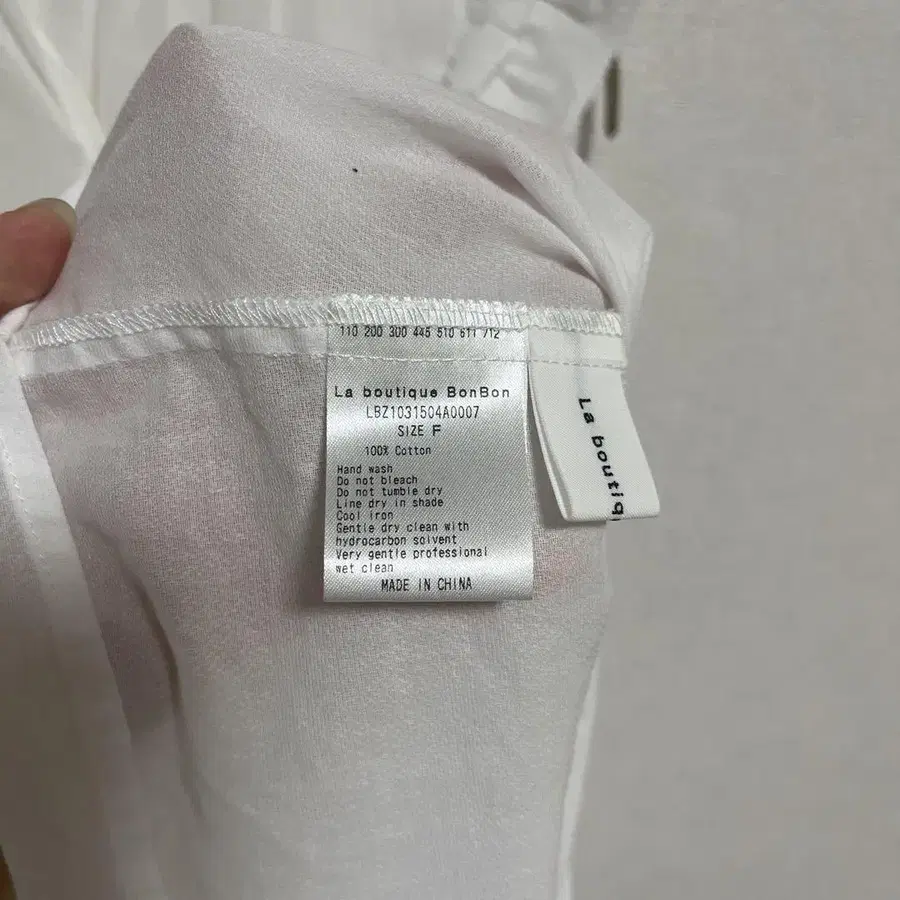 110 200 300 445 510 611 712
La boutique BonBon
LBZ1031504A0007
SIZE F
100% Cotton
Hand wash
Do not bleach
Do not tumble dry
Line dry in shade
Cool iron
Gentle dry clean with
hydrocarbon solvent
Very gentle professional
wet clean
MADE IN CHINA
La boutiq